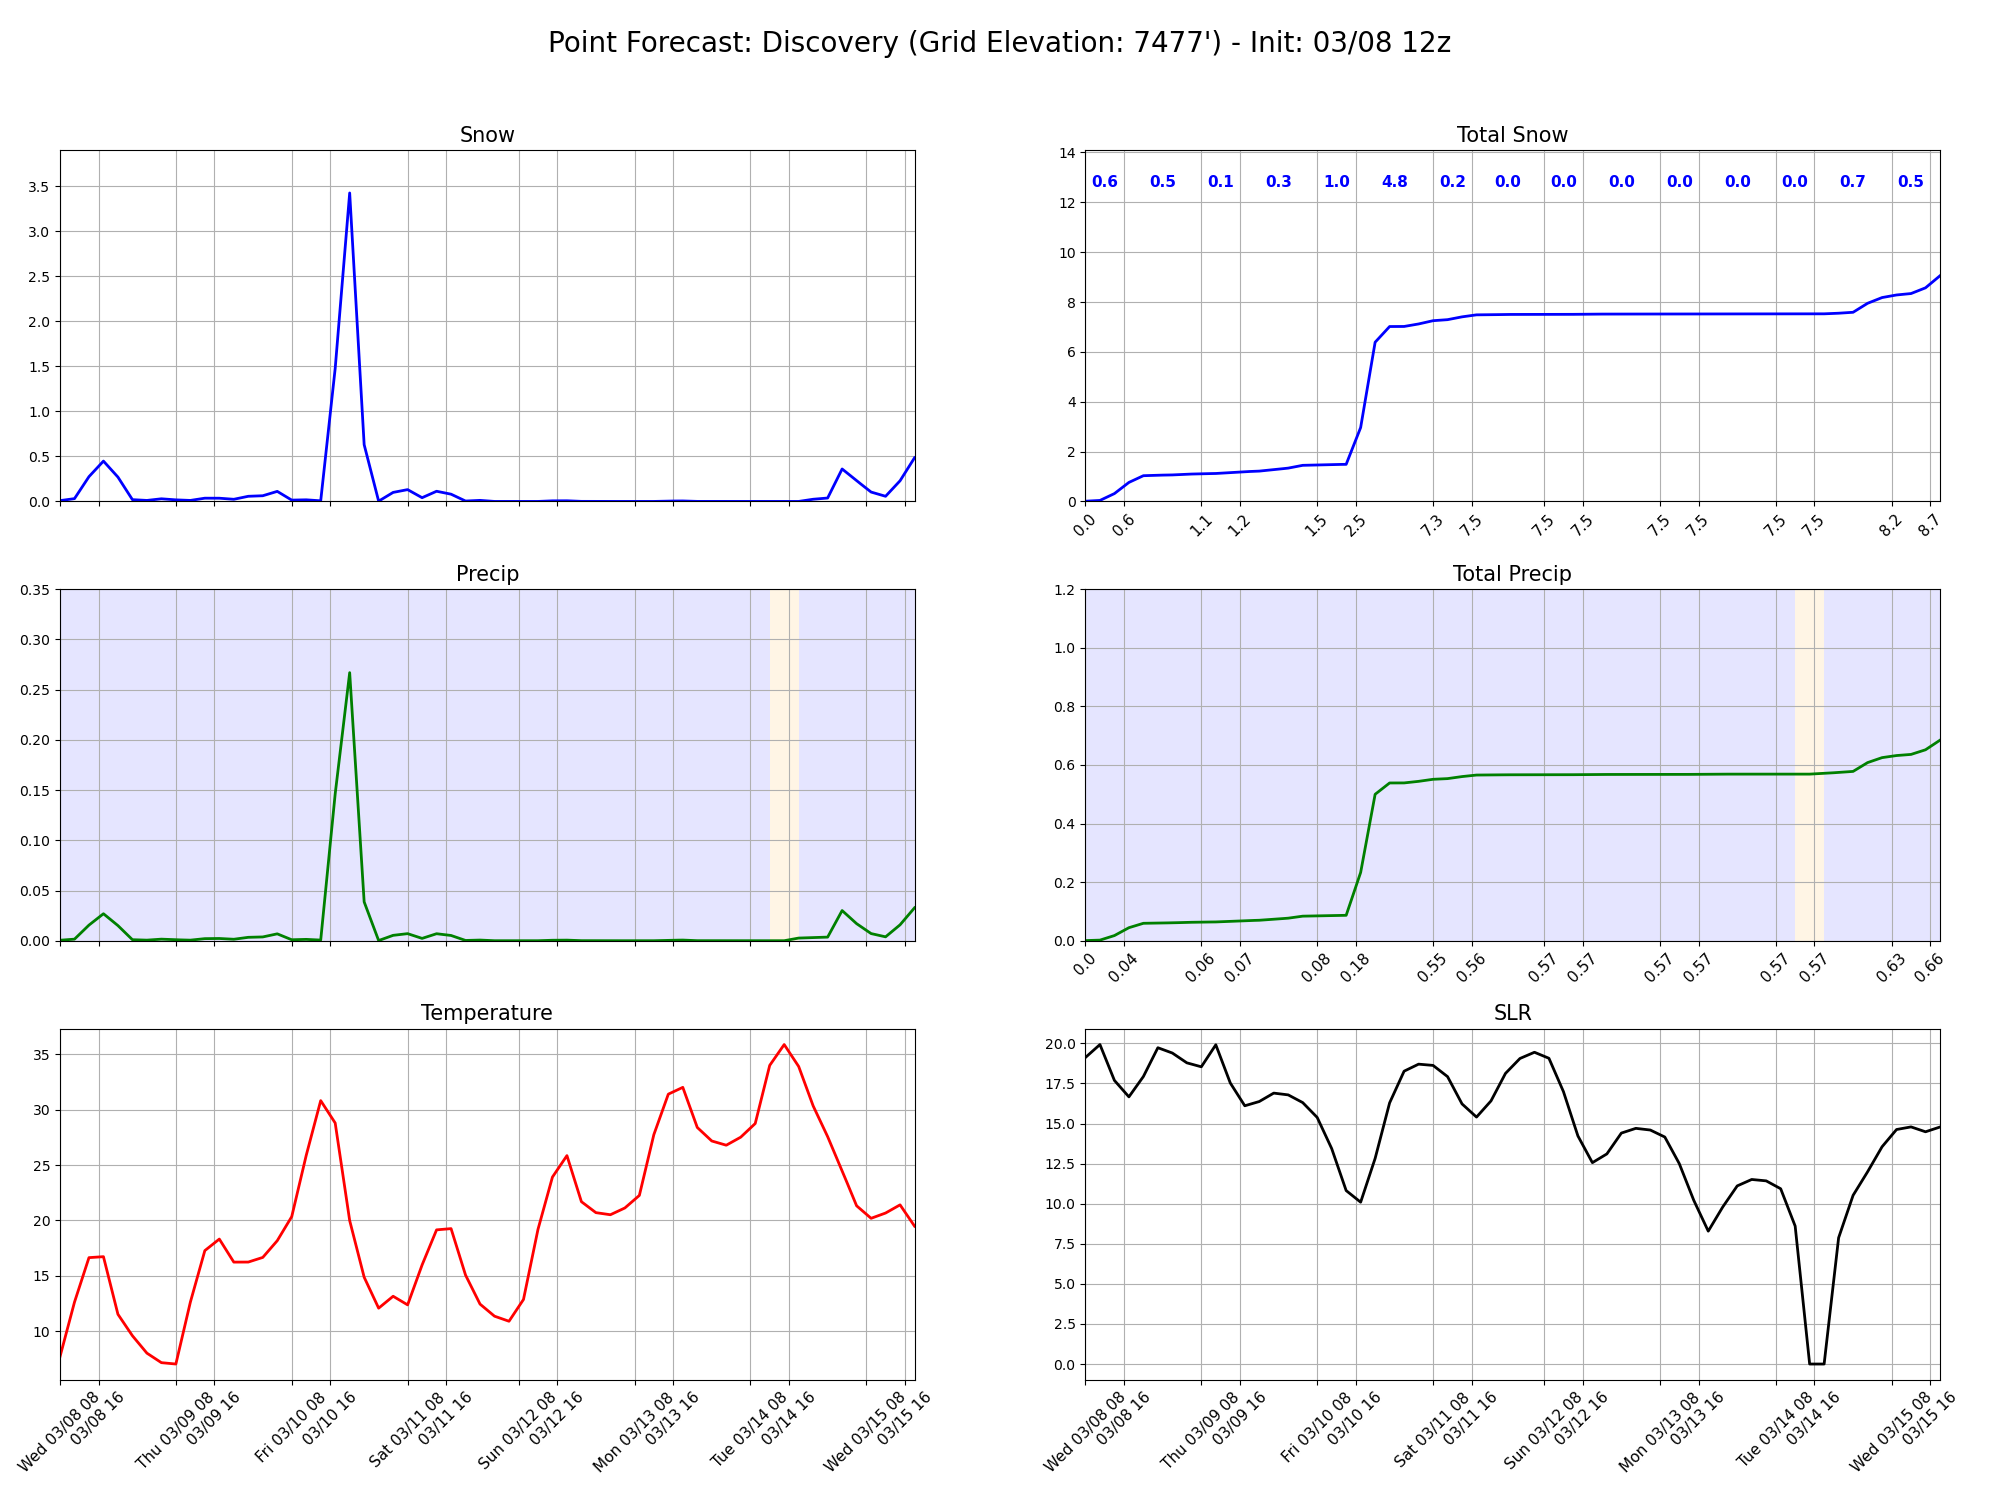 Point Forecast: Discovery (Grid Elevation: 7477') - Init: 03/08 12z
Snow
3.5
3.0
2.5
2.0
1.5
1.0
0.5
0.0
Total Snow
14
12
10
8
6
4
2
0
0.6 0.5 0.1 0.3 1.0 4.8 0.2 0.0 0.0 0.0 0.0 0.0 0.0 0.7 0.5
0.0 0.6 1.1 1.2 1.5 2.5 7.3 7.5 7.5 7.5 7.5 7.5 7.5 7.5 8.2 8.7
Precip
0.35
0.30
0.25
0.20
0.15
0.10
0.05
0.00
Total Precip
1.2
1.0
0.8
0.6
0.4
0.2
0.0
0.0 0.04 0.06 0.07 0.08 0.18 0.55 0.56 0.57 0.57 0.57 0.57 0.57 0.57 0.63 0.66
Temperature
35
30
25
20
15
10
Wed 03/08 08
03/08 16
Thu 03/09 08
03/09 16
Fri 03/10 08
03/10 16
Sat 03/11 08
03/11 16
Sun 03/12 08
03/12 16
Mon 03/13 08
03/13 16
Tue 03/14 08
03/14 16
Wed 03/15 08
03/15 16
SLR
20.0
17.5
15.0
12.5
10.0
7.5
5.0
2.5
0.0
Wed 03/08 08
03/08 16
Thu 03/09 08
03/09 16
Fri 03/10 08
03/10 16
Sat 03/11 08
03/11 16
Sun 03/12 08
03/12 16
Mon 03/13 08
03/13 16
Tue 03/14 08
03/14 16
Wed 03/15 08
03/15 16